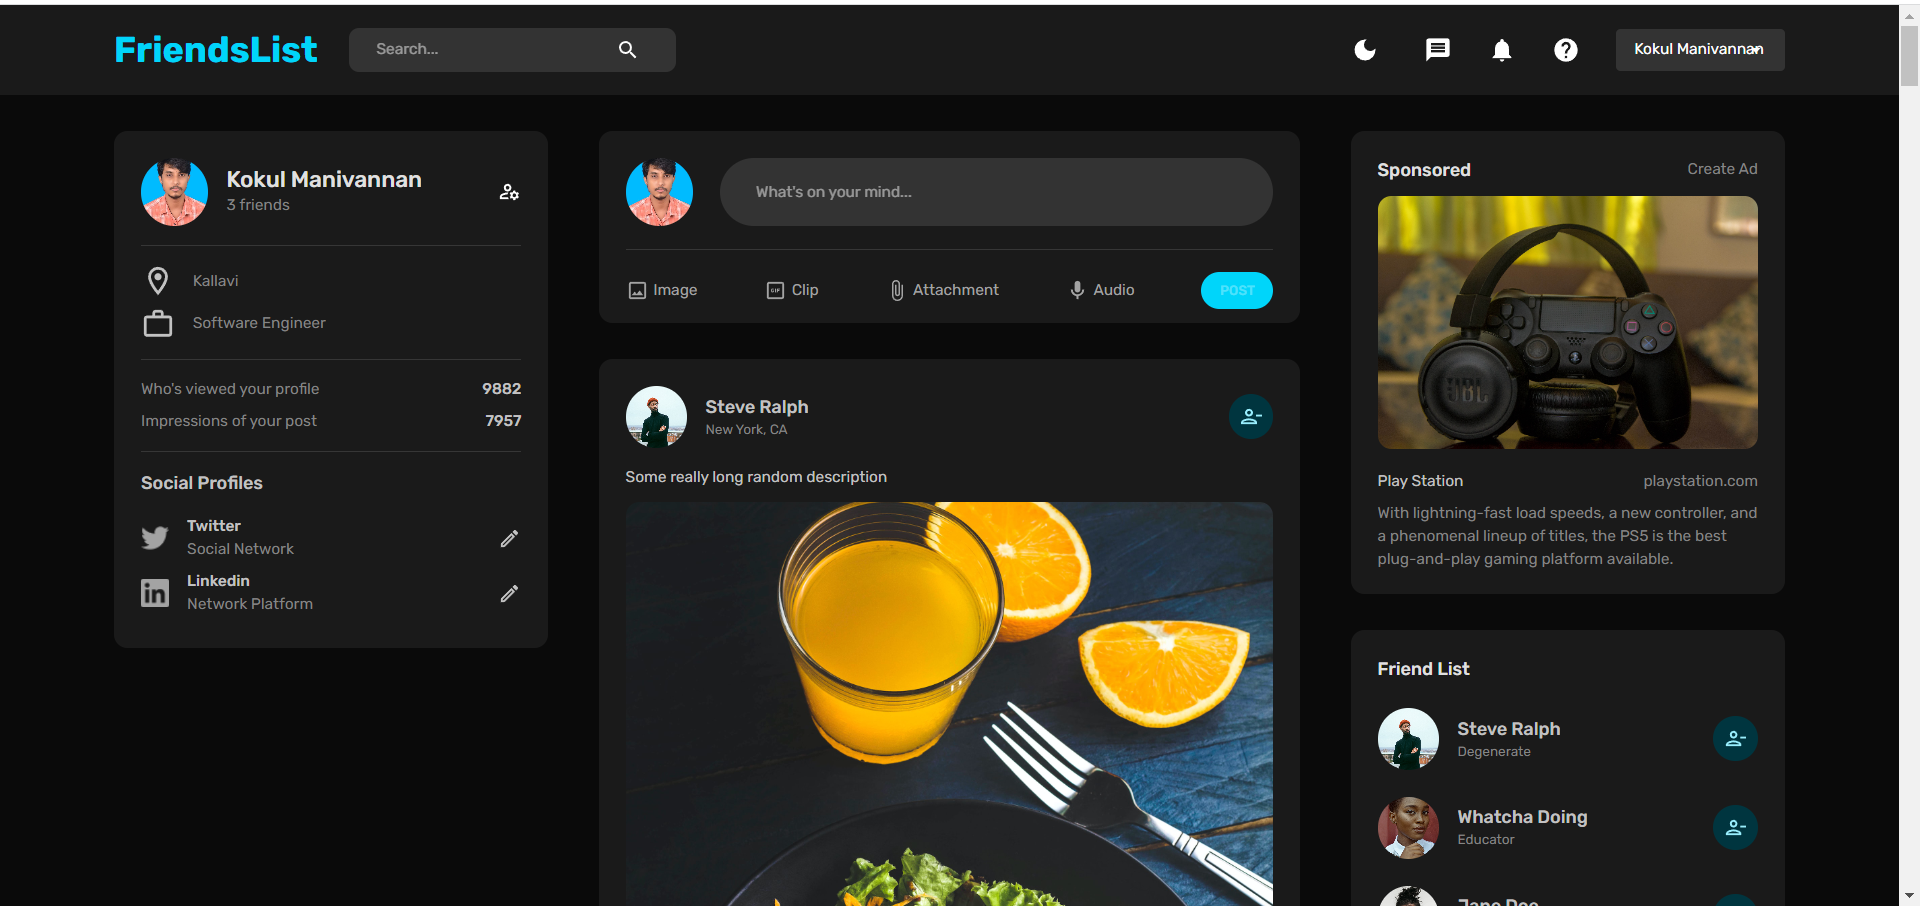 FriendsList
Search...
Kokul Manivannan
Kokul Manivannan
3 friends
Kallavi
Software Engineer
Who's viewed your profile 9882
Impressions of your post 7957
Social Profiles
Twitter
Social Network
Linkedin
Network Platform
What's on your mind...
Image
GIF
Clip
Attachment
Audio
POST
Steve Ralph
New York, CA
Some really long random description
Sponsored Create Ad
JBL
Play Station playstation.com
With lightning-fast load speeds, a new controller, and
a phenomenal lineup of titles, the PS5 is the best
plug-and-play gaming platform available.
Friend List
Steve Ralph
Degenerate
Whatcha Doing
Educator
Jane Doe